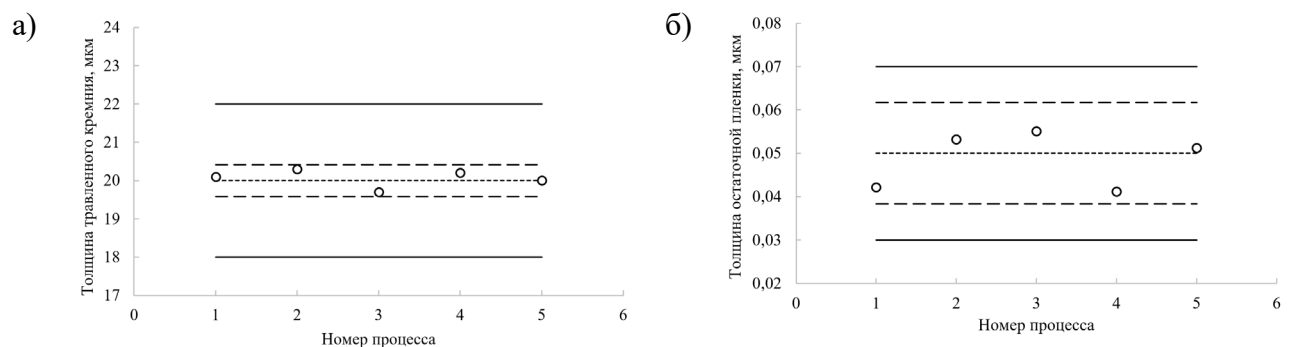 а)
Толщина травленного кремния, мкм
24
23
22
21
20
19
18
17
0 1 2 3 4 5 6
Номер процесса
б)
Толщина остаточной пленки, мкм
0,08
0,07
0,06
0,05
0,04
0,03
0,02
0 1 2 3 4 5 6
Номер процесса